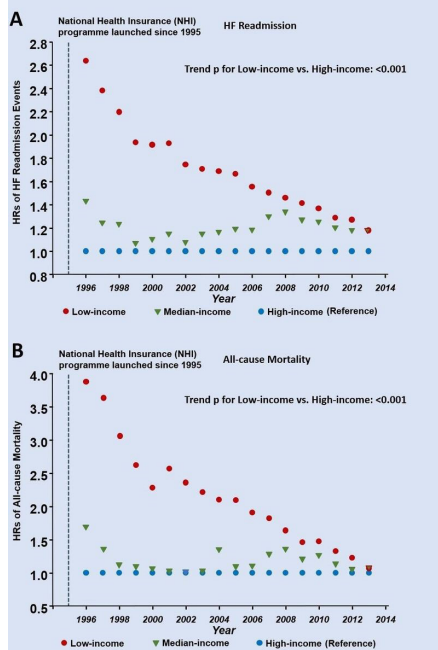 A
National Health Insurance (NHI)
programme launched since 1995
HF Readmission
Trend p for Low-income vs. High-income: <0.001
HRs of HF Readmission Events
2.8
2.6
2.4
2.2
2.0
1.8
1.6
1.4
1.2
1.0
0.8
1996 1998 2000 2002 2004 2006 2008 2010 2012 2014
Year
Low-income Median-income High-income (Reference)
B
National Health Insurance (NHI)
programme launched since 1995
All-cause Mortality
Trend p for Low-income vs. High-income: <0.001
HRs of All-cause Mortality
4.0
3.5
3.0
2.5
2.0
1.5
1.0
0.5
1996 1998 2000 2002 2004 2006 2008 2010 2012 2014
Year
Low-income Median-income High-income (Reference)